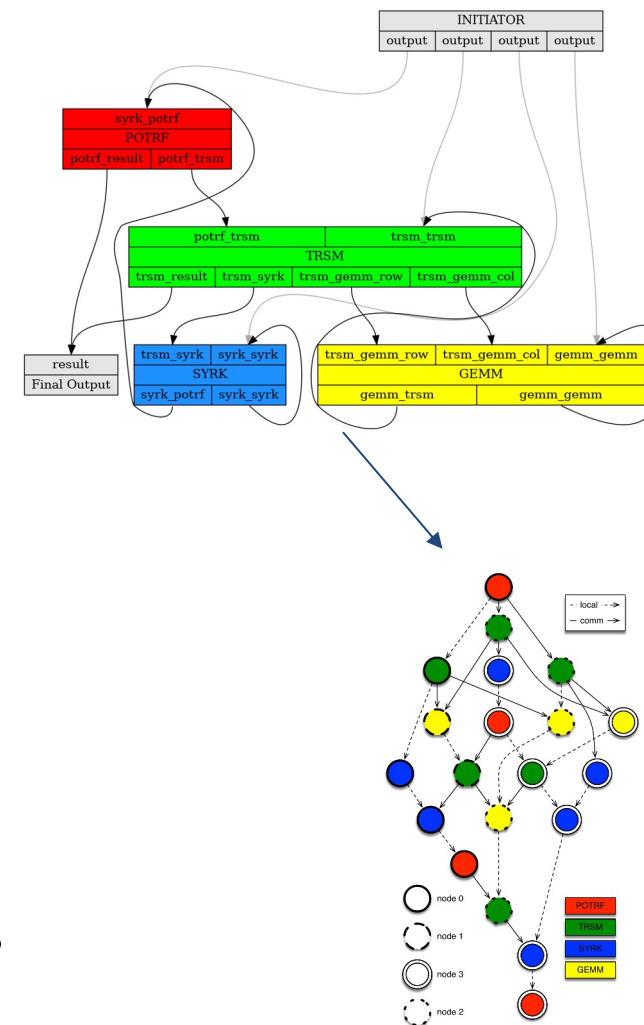 INITIATOR
output output output output
syrk_potrf
POTRF
potrf_result potrf_trsm
potrf_trsm trsm_trsm
TRSM
trsm_result trsm_syrk trsm_gemm_row trsm_gemm_col
result
Final Output
trsm_syrk syrk_syrk
SYRK
syrk_potrf syrk_syrk
trsm_gemm_row trsm_gemm_col gemm_gemm
GEMM
gemm_trsm gemm_gemm
local
comm
node 0
node 1
node 3
node 2
POTRF
TRSM
SYRK
GEMM